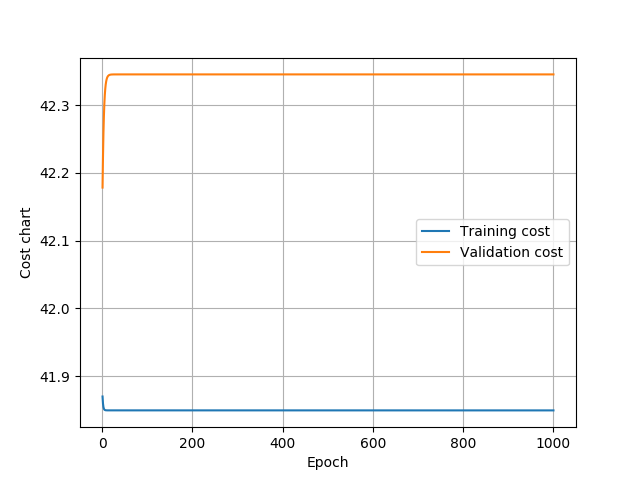 42.3
42.2
42.1
42.0
41.9
Cost chart
Training cost
Validation cost
0
200
400
600
800
1000
Epoch